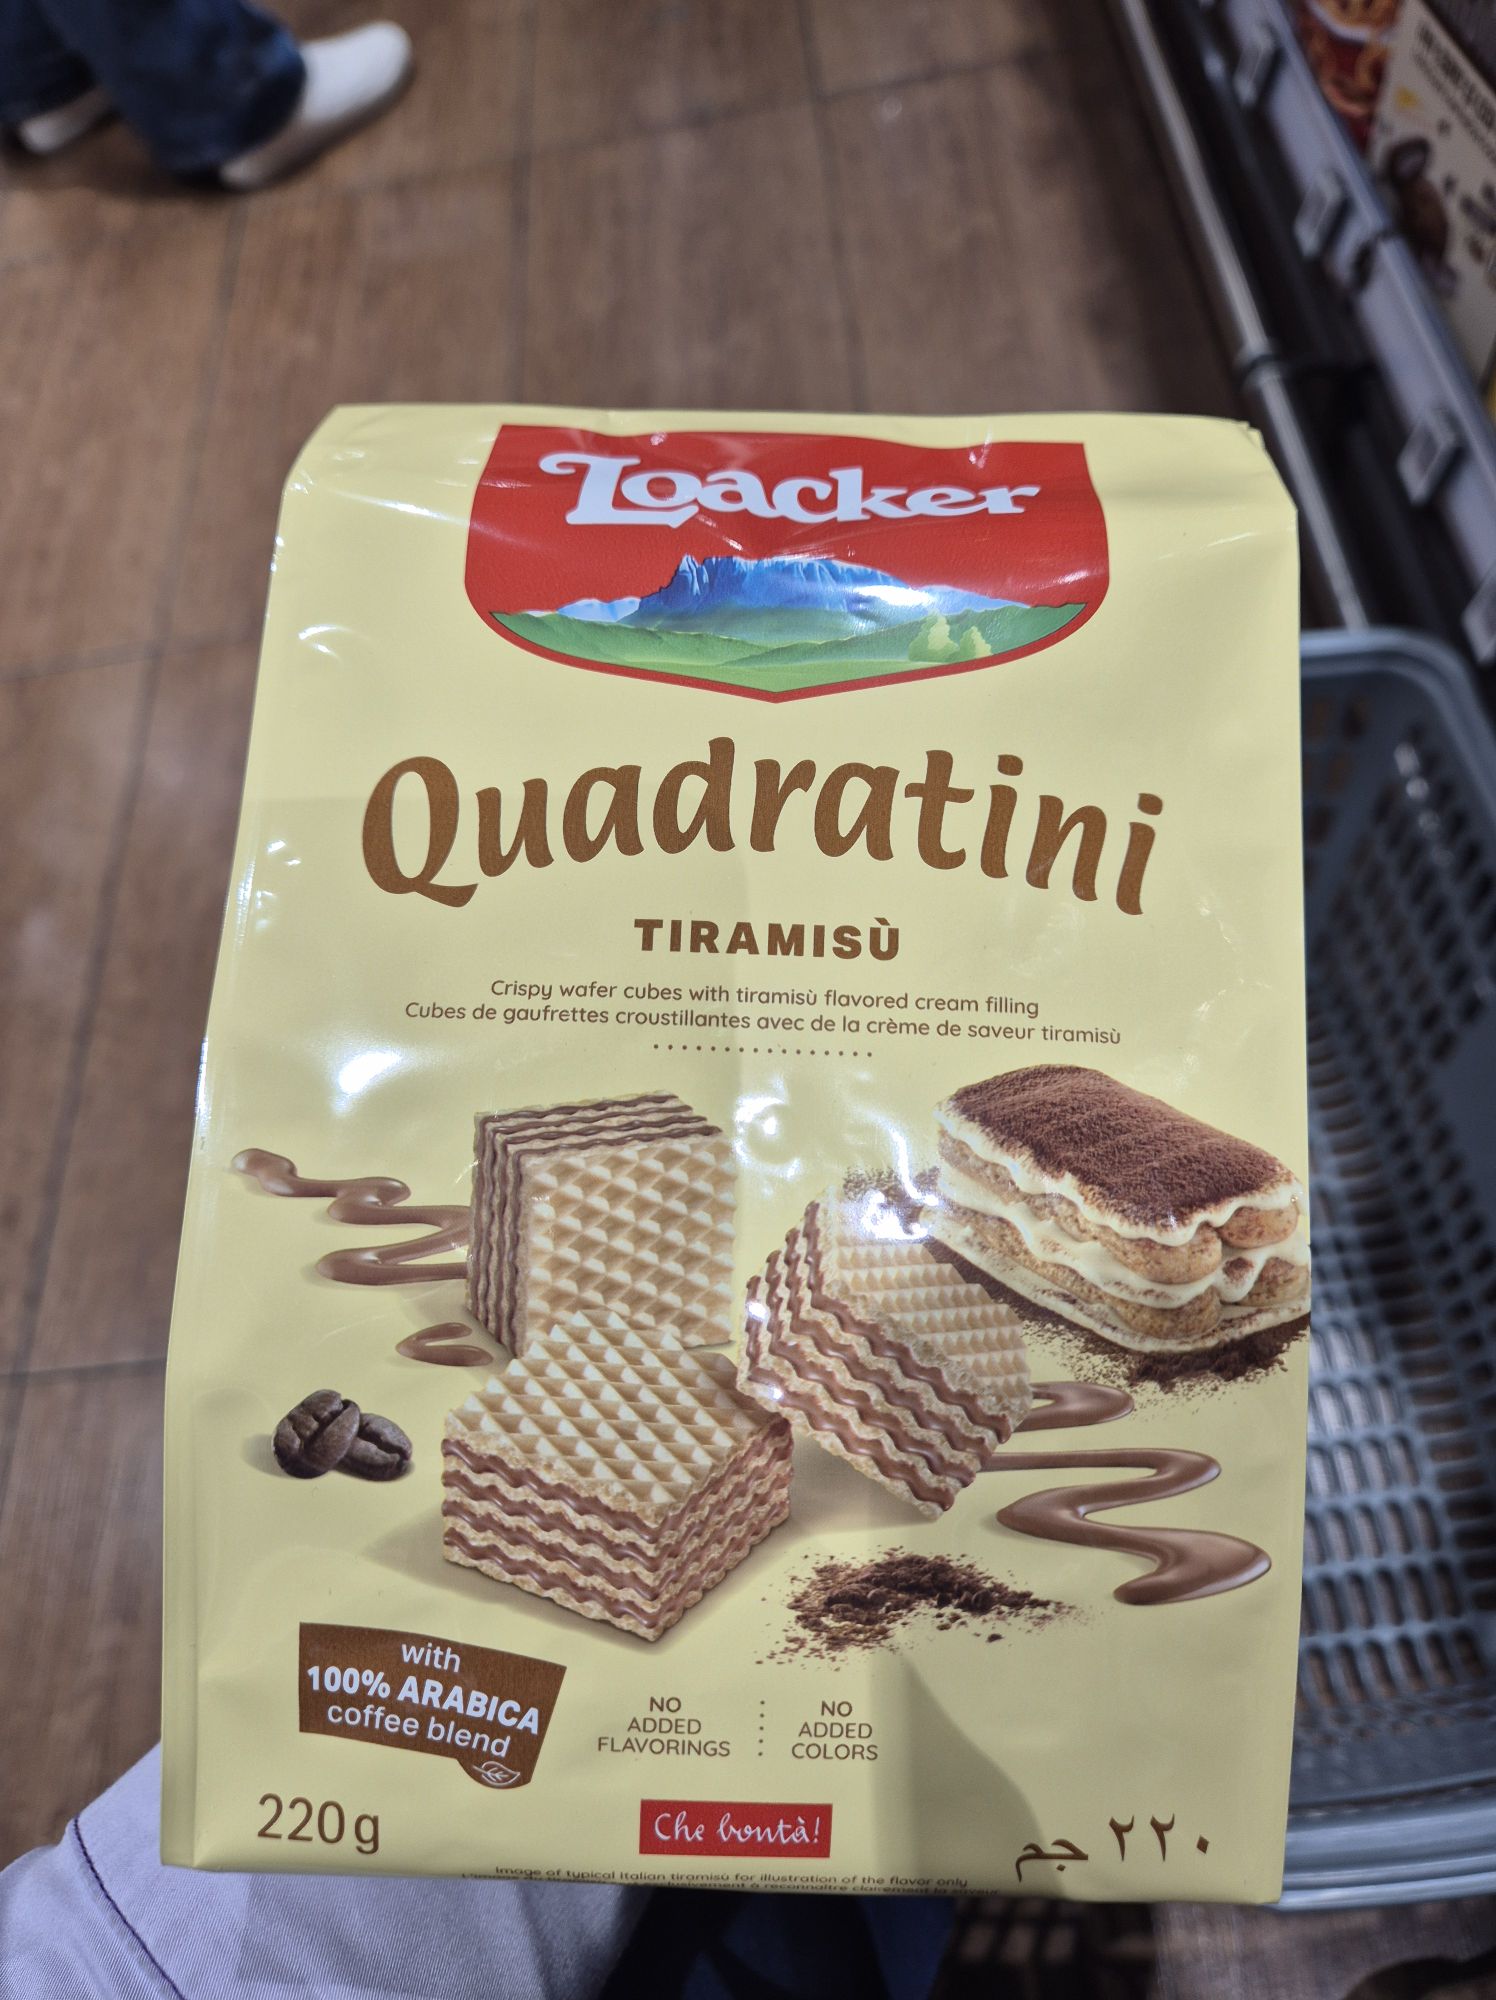 Loacker
Quadratini
TIRAMISÙ
Crispy wafer cubes with tiramisù flavored cream filling
Cubes de gaufrettes croustillantes avec de la crème de saveur tiramisù
with
100% ARABICA
coffee blend
NO
ADDED
FLAVORINGS
NO
ADDED
COLORS
220g
Che bontà!
٢٢٠ جم
Image of typical Italian tiramisù for illustration of the flavor only